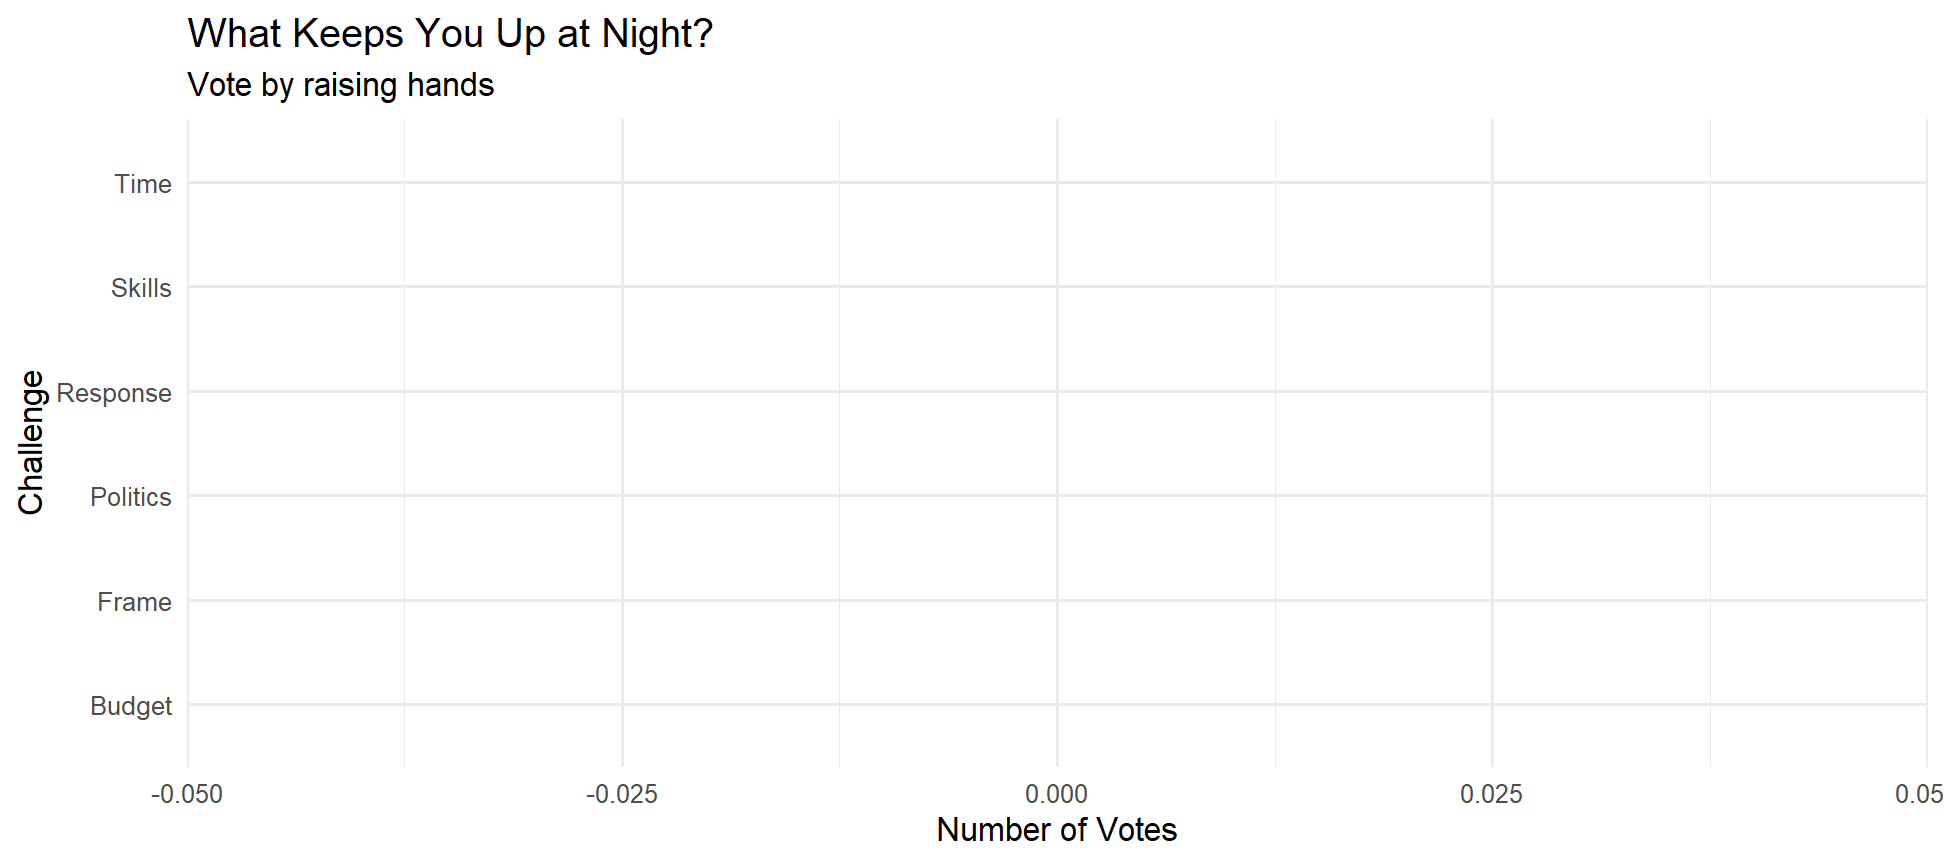 What Keeps You Up at Night?
Vote by raising hands
Challenge
Time
Skills
Response
Politics
Frame
Budget
-0.050
-0.025
0.000
0.025
0.05
Number of Votes